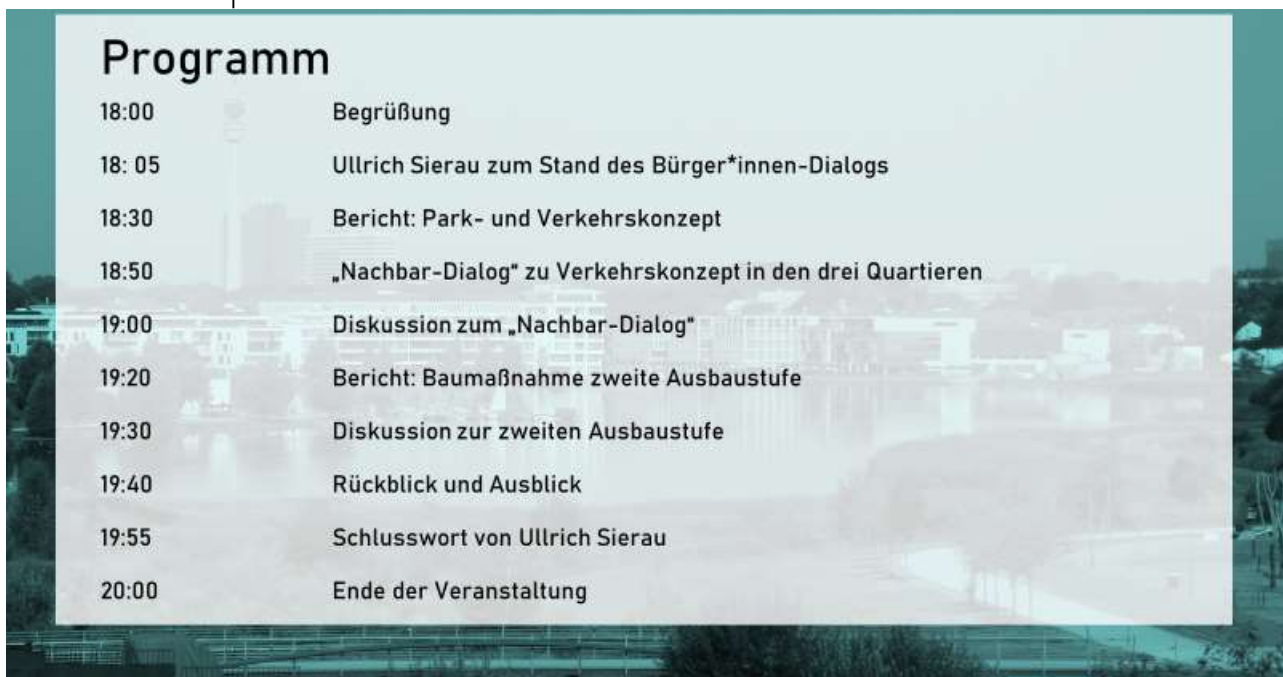 Programm
18:00 Begrüßung
18: 05 Ullrich Sierau zum Stand des Bürger*innen-Dialogs
18:30 Bericht: Park- und Verkehrskonzept
18:50 „Nachbar-Dialog“ zu Verkehrskonzept in den drei Quartieren
19:00 Diskussion zum „Nachbar-Dialog“
19:20 Bericht: Baumaßnahme zweite Ausbaustufe
19:30 Diskussion zur zweiten Ausbaustufe
19:40 Rückblick und Ausblick
19:55 Schlusswort von Ullrich Sierau
20:00 Ende der Veranstaltung